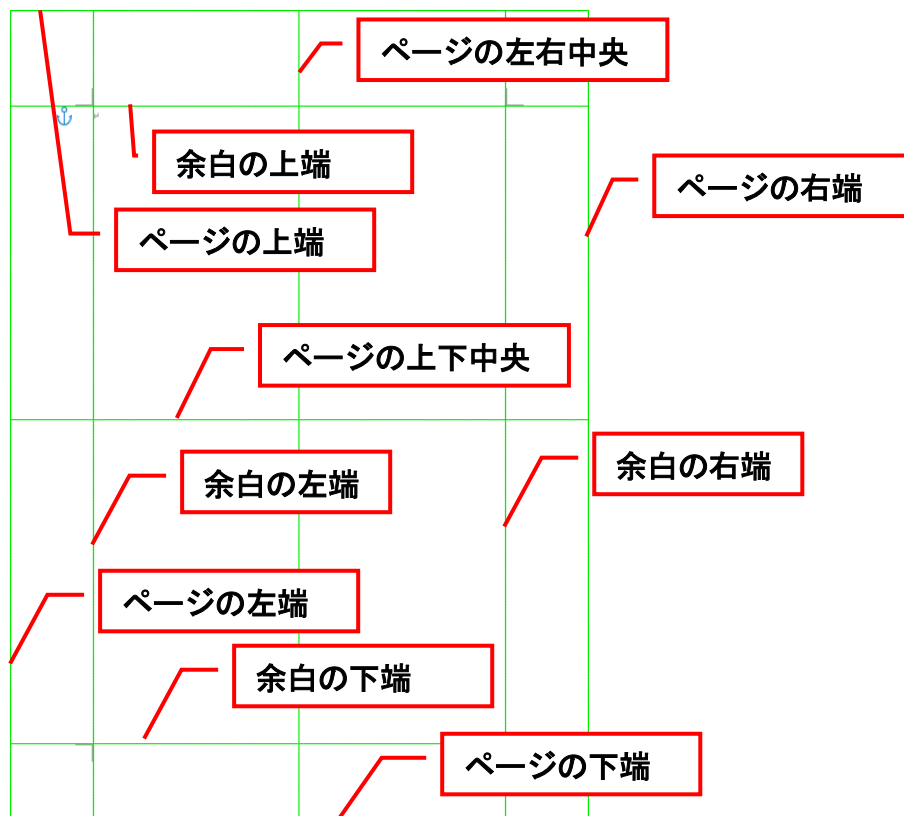 ページの左右中央
余白の上端
ページの右端
ページの上端
ページの上下中央
余白の右端
余白の左端
ページの左端
余白の下端
ページの下端